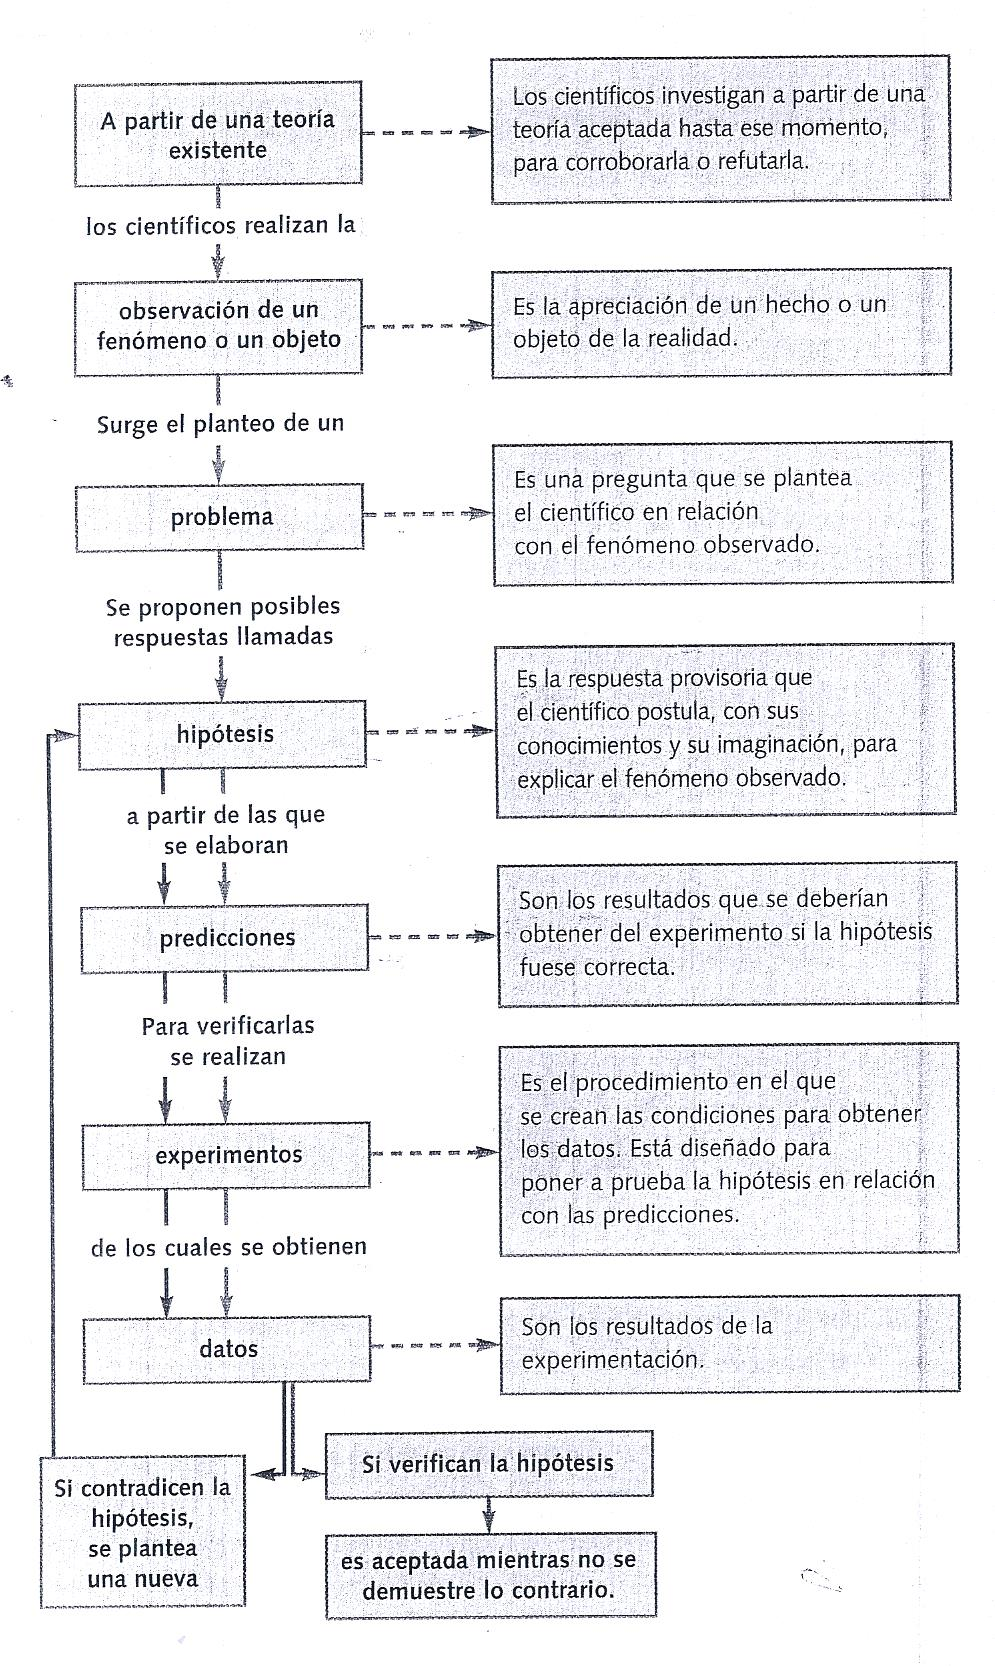 A partir de una teoría
existente
Los científicos investigan a partir de una
teoría aceptada hasta ese momento,
para corroborarla o refutarla.
los científicos realizan la
observación de un
fenómeno o un objeto
Es la apreciación de un hecho o un
objeto de la realidad.
Surge el planteo de un
problema
Es una pregunta que se plantea
el científico en relación
con el fenómeno observado.
Se proponen posibles
respuestas llamadas
hipótesis
Es la respuesta provisoria que
el científico postula, con sus
conocimientos y su imaginación, para
explicar el fenómeno observado.
a partir de las que
se elaboran
predicciones
Son los resultados que se deberían
obtener del experimento si la hipótesis
fuese correcta.
Para verificarlas
se realizan
experimentos
Es el procedimiento en el que
se crean las condiciones para obtener
los datos. Está diseñado para
poner a prueba la hipótesis en relación
con las predicciones.
de los cuales se obtienen
datos
Son los resultados de la
experimentación.
Si contradicen la
hipótesis,
se plantea
una nueva
Si verifican la hipótesis
es aceptada mientras no se
demuestre lo contrario.